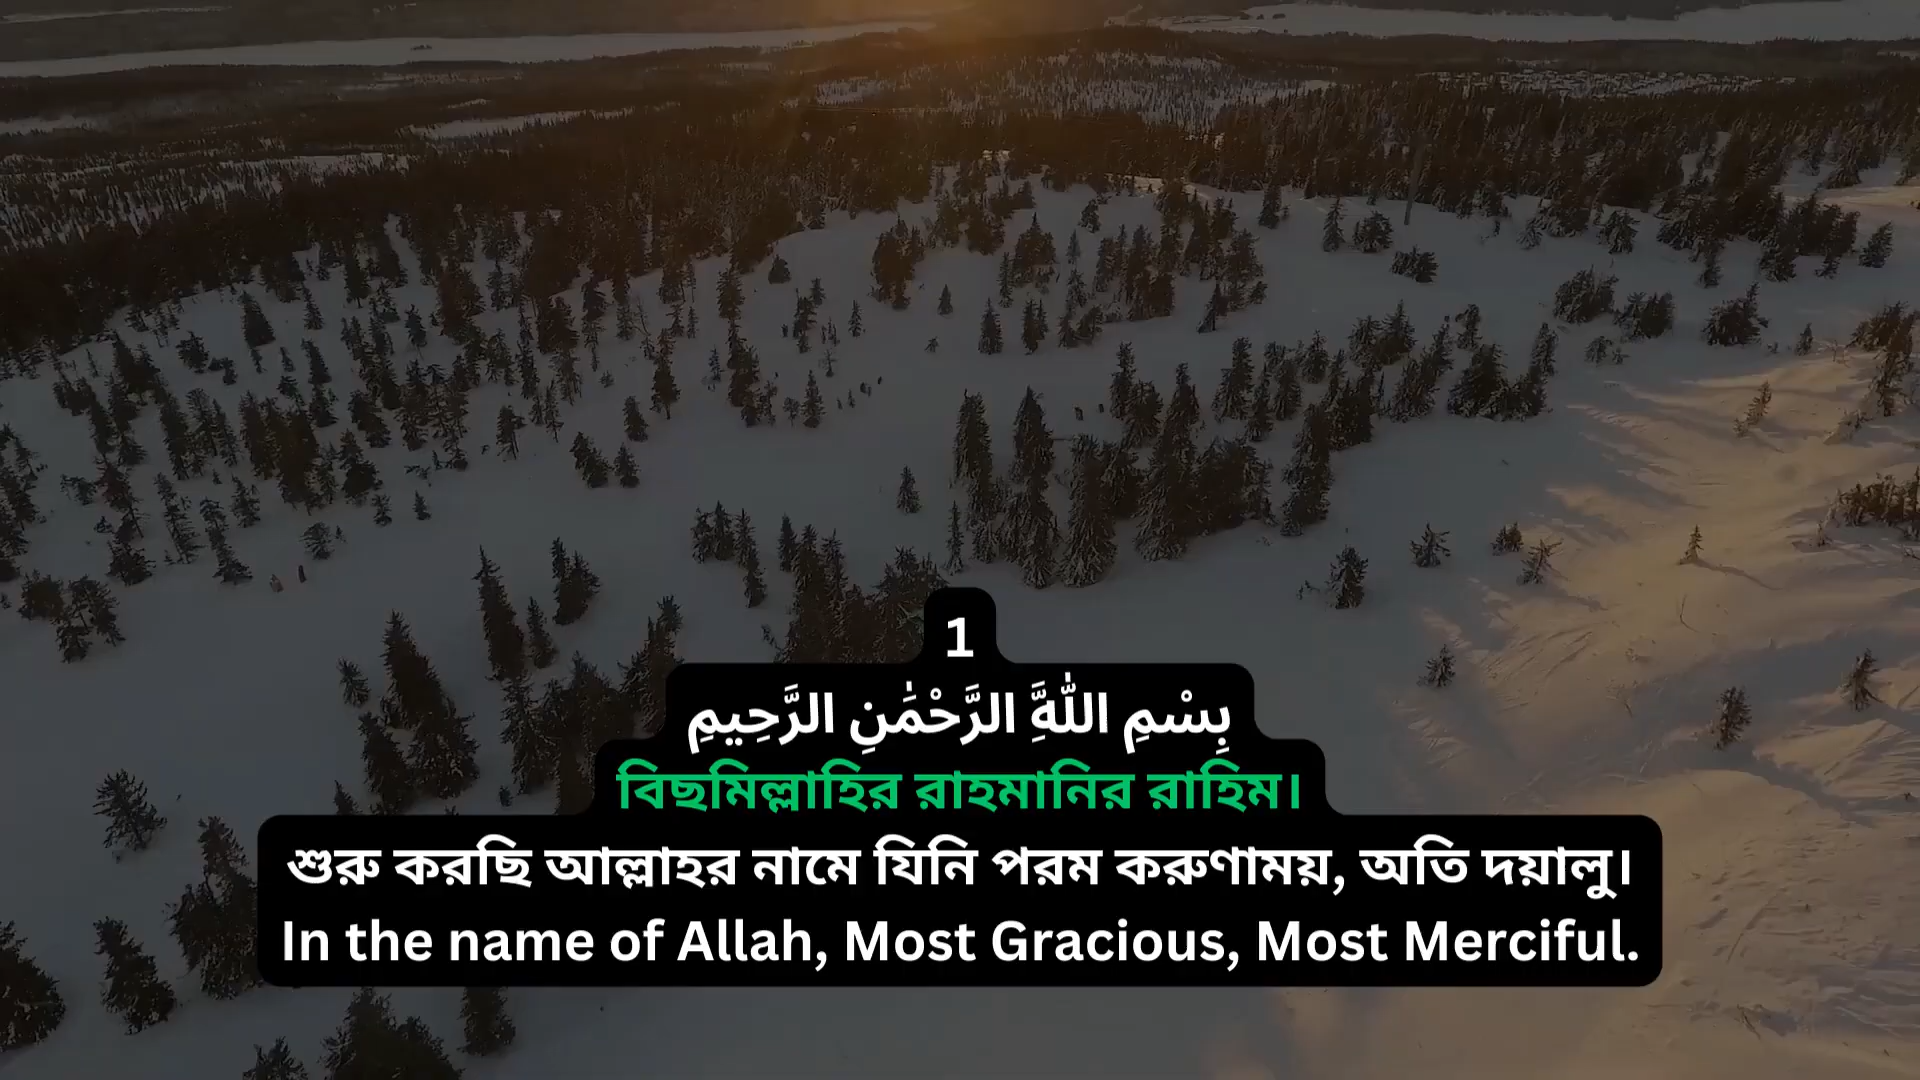 1
بِسْمِ اللَّهِ الرَّحْمَٰنِ الرَّحِيمِ
বিছমিল্লাহির রাহমানির রাহিম।
শুরু করছি আল্লাহর নামে যিনি পরম করুণাময়, অতি দয়ালু।
In the name of Allah, Most Gracious, Most Merciful.